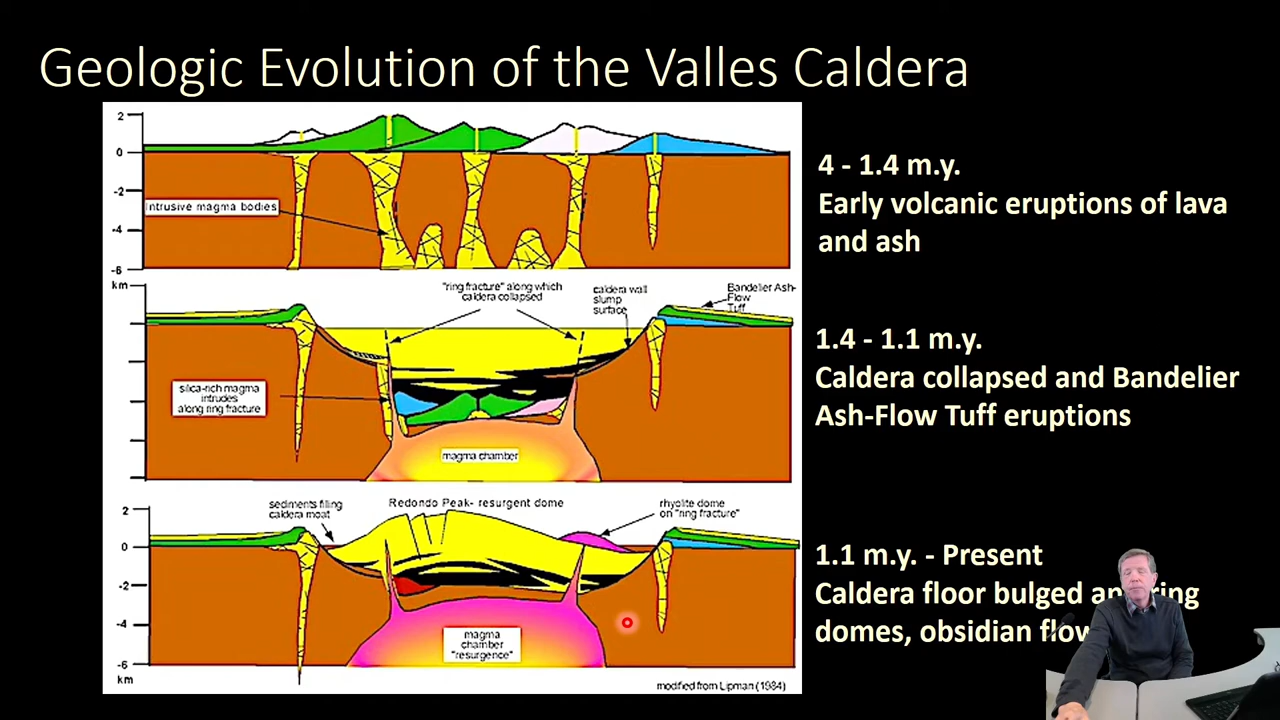 Geologic Evolution of the Valles Caldera
2
0
-2
-4
-6
km
Intrusive magma bodies
4 - 1.4 m.y.
Early volcanic eruptions of lava
and ash
"ring fracture" along which
caldera collapsed
caldera wall
slump
surface
Bandelier Ash-
Flow
Tuff
silica-rich magma
intrudes
along ring fracture
magma chamber
1.4 - 1.1 m.y.
Caldera collapsed and Bandelier
Ash-Flow Tuff eruptions
sediments filling
caldera moat
Redondo Peak- resurgent dome
rhyolite dome
on "ring fracture"
2
0
-2
-4
-6
km
magma
chamber
"resurgence"
modified from Lipman (1984)
1.1 m.y. - Present
Caldera floor bulged ring
domes, obsidian